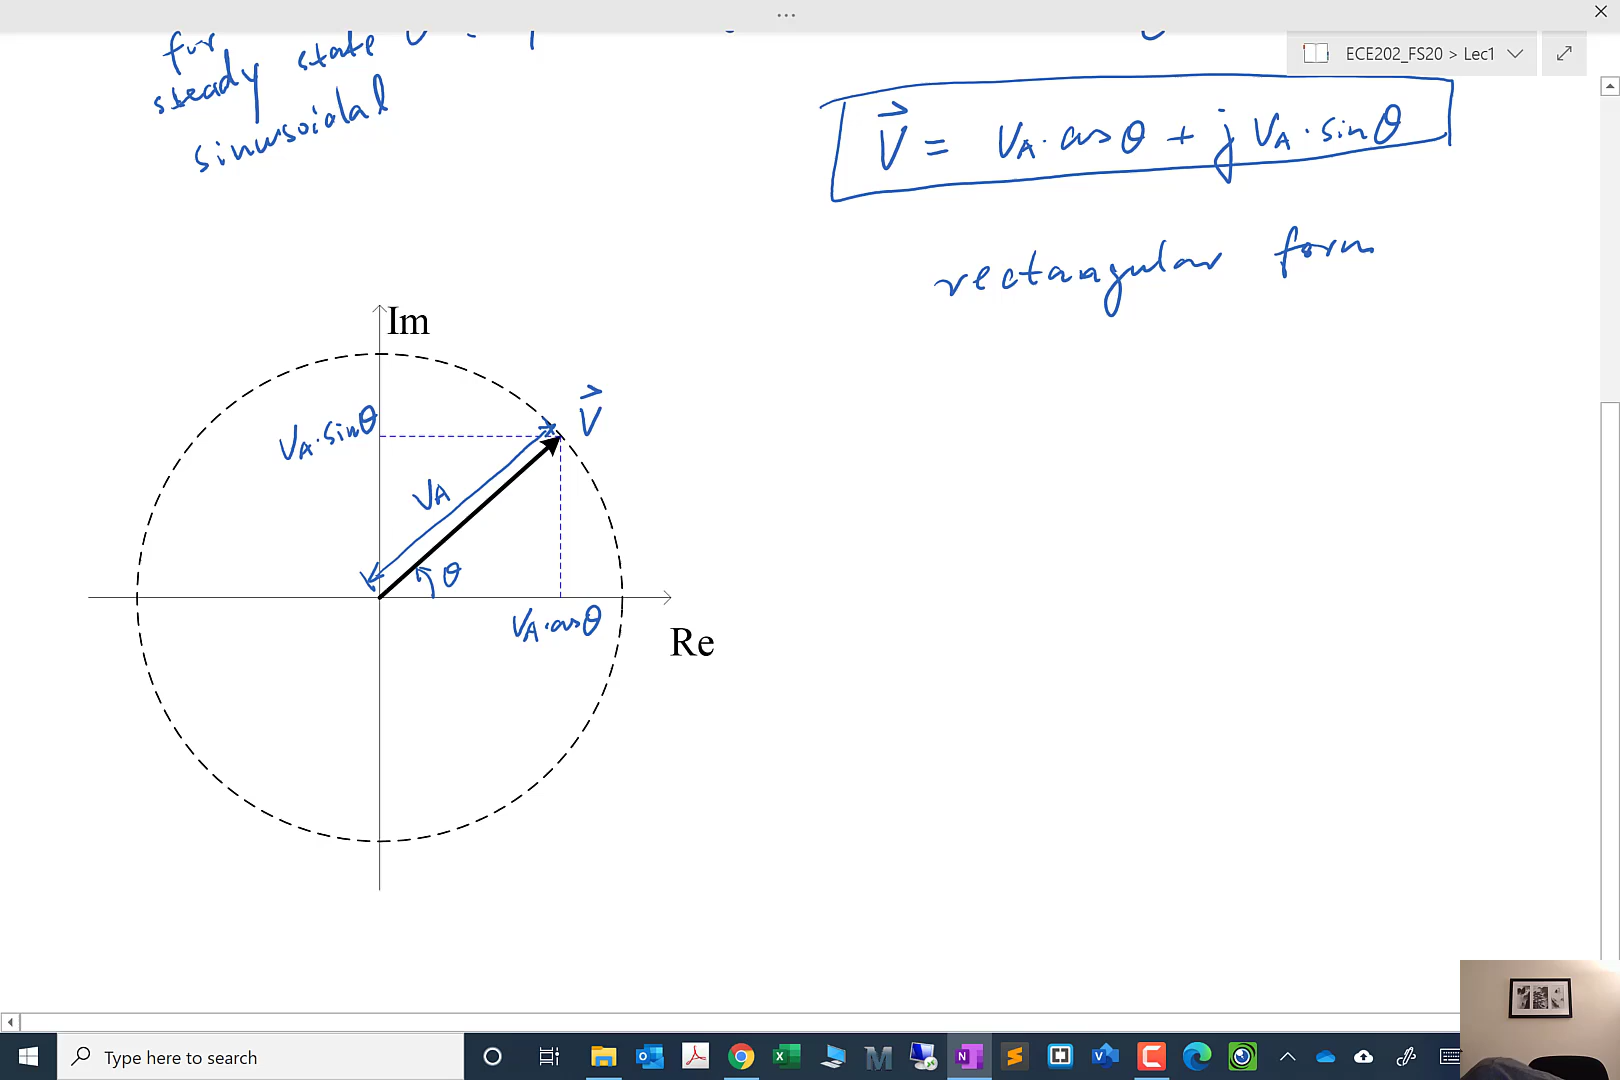 ...
for
steady state
sinusoidal
ECE202_FS20 > Lec1
V⃗ = V_A · cos θ + j V_A · sin θ
rectangular form
Im
V⃗
V_A · sin θ
V_A
θ
V_A · cos θ
Re
Type here to search